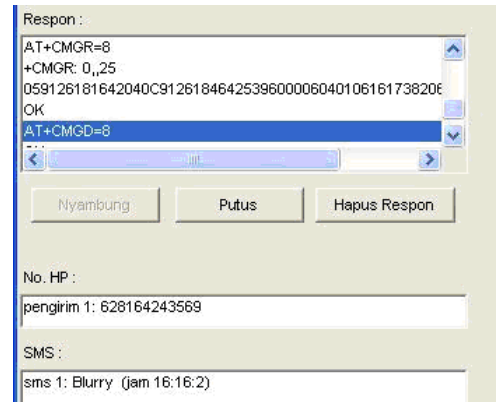 Respon :
AT+CMGR=8
+CMGR: 0,,25
059126181642040C91261846425396000006040106161738206
OK
AT+CMGD=8
Nyambung
Putus
Hapus Respon
No. HP :
pengirim 1: 628164243569
SMS :
sms 1: Blurry (jam 16:16:2)